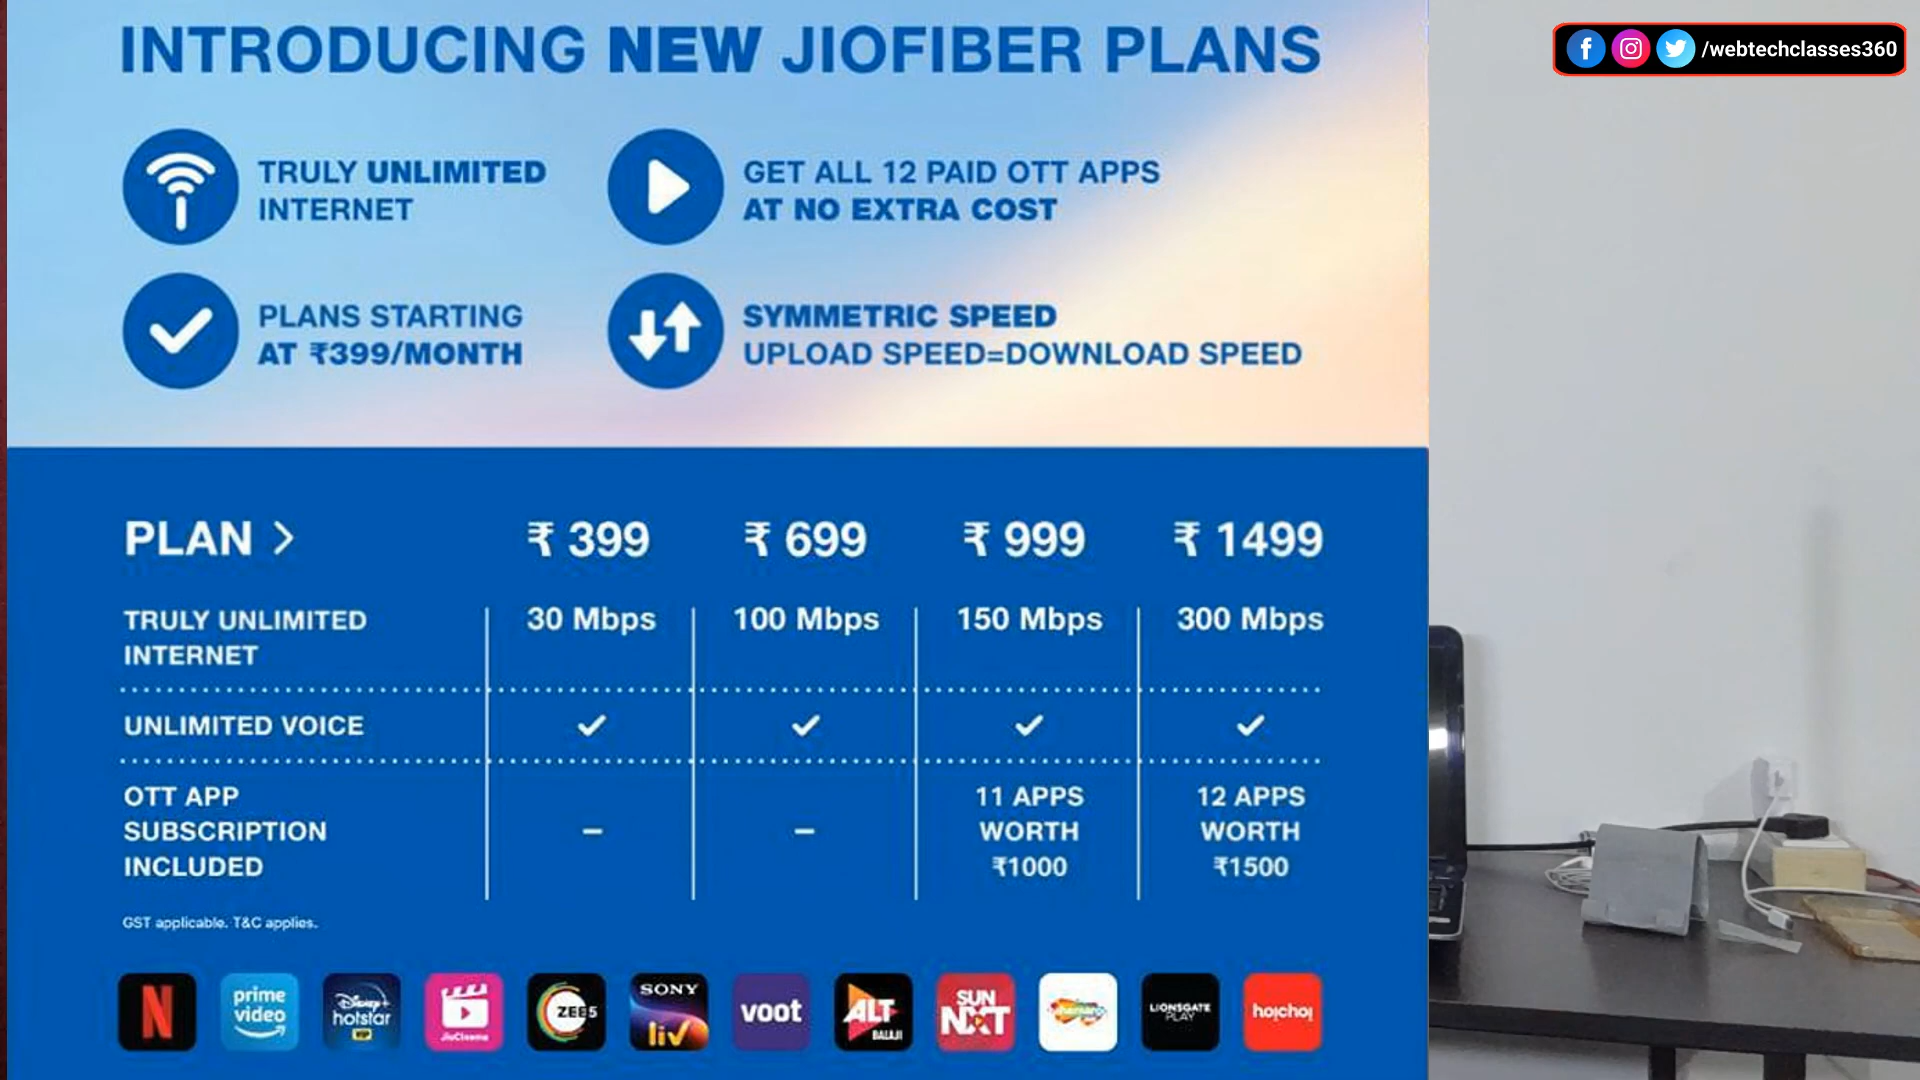 INTRODUCING NEW JIOFIBER PLANS
/webtechclasses360
TRULY UNLIMITED
INTERNET
GET ALL 12 PAID OTT APPS
AT NO EXTRA COST
PLANS STARTING
AT ₹399/MONTH
SYMMETRIC SPEED
UPLOAD SPEED=DOWNLOAD SPEED
PLAN > ₹ 399 ₹ 699 ₹ 999 ₹ 1499
TRULY UNLIMITED
INTERNET
30 Mbps 100 Mbps 150 Mbps 300 Mbps
UNLIMITED VOICE
OTT APP
SUBSCRIPTION
INCLUDED
– –
11 APPS
WORTH
₹1000
12 APPS
WORTH
₹1500
GST applicable. T&C applies.
N
prime
video
Disney+
hotstar
VIP
JioCinema
ZEE5
SONY
liv
voot
ALT
BALAJI
SUN
NXT
LIONSGATE
PLAY
hoichoi